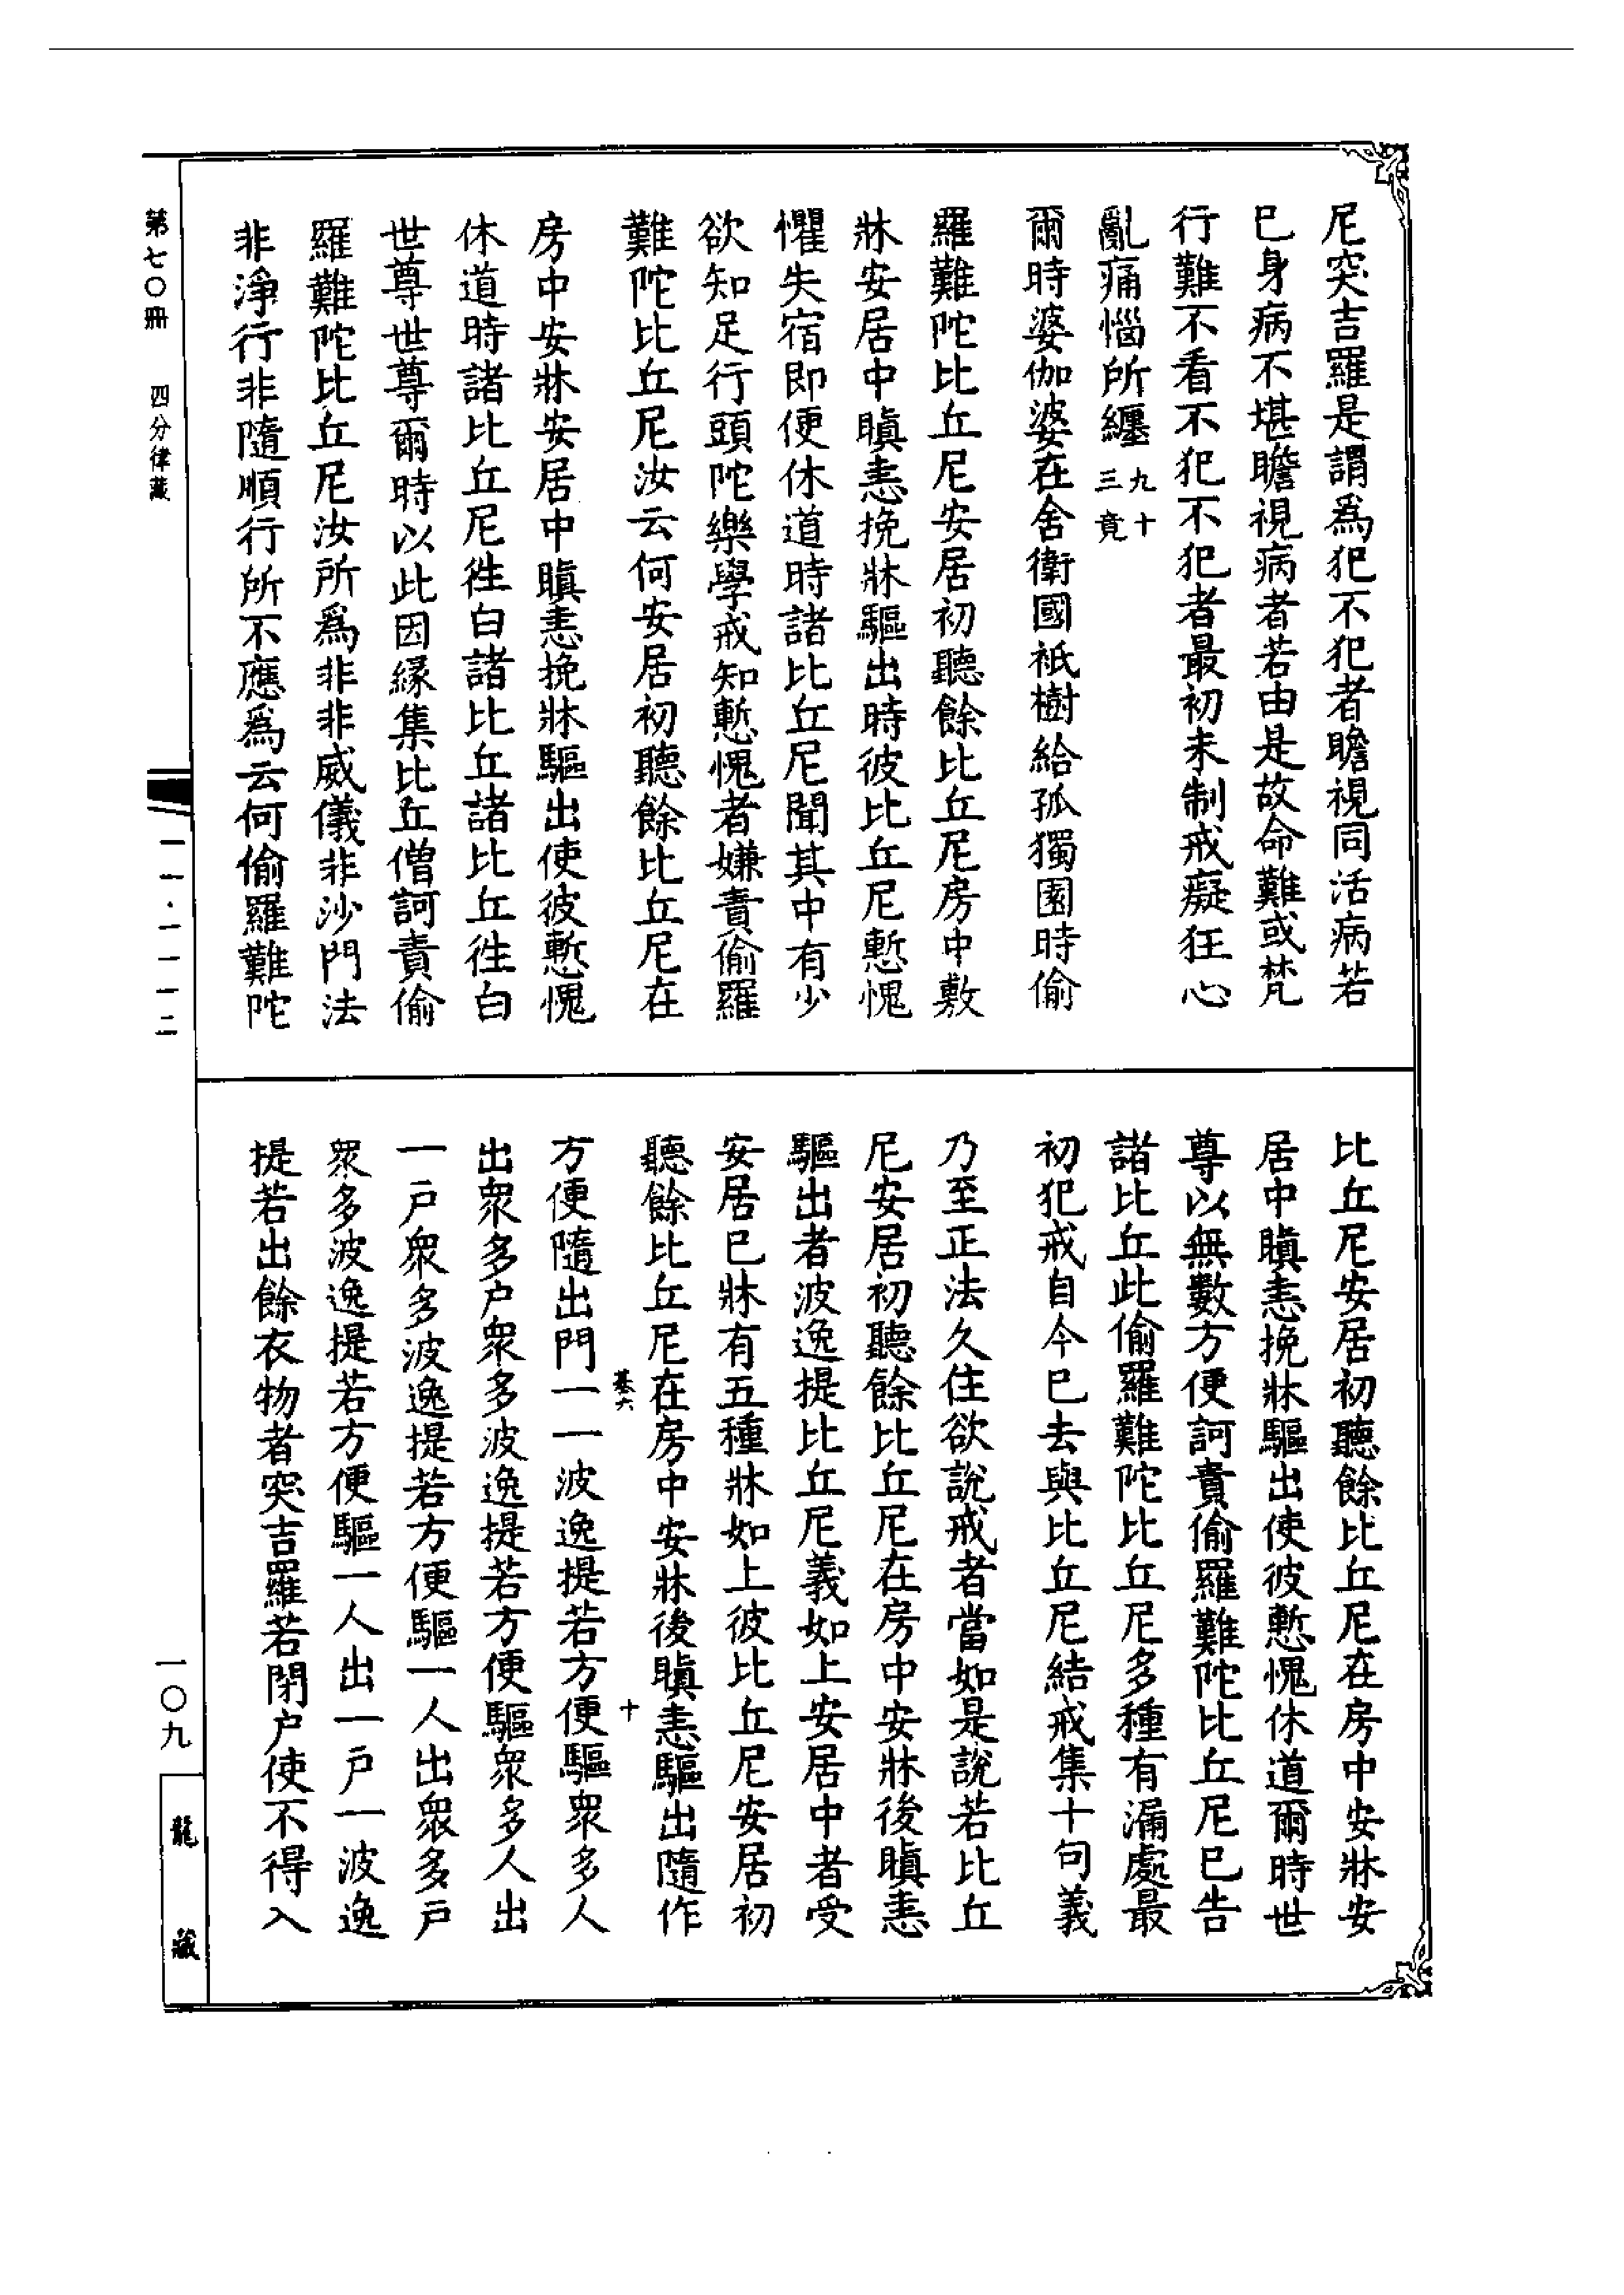 尼突吉羅是謂爲犯不犯者瞻視同活病若
巳身病不堪瞻視病者若由是故命難或梵
行難不看不犯不犯者最初未制戒癡狂心
亂痛惱所纏九十三竟
爾時婆伽婆在舍衛國祇樹給孤獨園時偷
羅難陀比丘尼安居初聽餘比丘尼房中敷
牀安居中瞋恚挽牀驅出時彼比丘尼慙愧
懼失宿即便休道時諸比丘尼聞其中有少
欲知足行頭陀樂學戒知慙愧者嫌責偷羅
難陀比丘尼汝云何安居初聽餘比丘尼在
房中安牀安居中瞋恚挽牀驅出使彼慙愧
休道時諸比丘尼徃白諸比丘諸比丘徃白
世尊世尊爾時以此因緣集比丘僧訶責偷
羅難陀比丘尼汝所爲非非威儀非沙門法
非淨行非隨順行所不應爲云何偷羅難陀
比丘尼安居初聽餘比丘尼在房中安牀安
居中瞋恚挽牀驅出使彼慙愧休道爾時世
尊以無數方便訶責偷羅難陀比丘尼巳告
諸比丘此偷羅難陀比丘尼多種有漏處最
初犯戒自今巳去與比丘尼結戒集十句義
乃至正法久住欲說戒者當如是說若比丘
尼安居初聽餘比丘尼在房中安牀後瞋恚
驅出者波逸提比丘尼義如上安居中者受
安居巳牀有五種牀如上彼比丘尼安居初
聽餘比丘尼在房中安牀後瞋恚驅出隨作
基六 十
方便隨出門一一波逸提若方便驅衆多人
出衆多户衆多波逸提若方便驅衆多人出
一户衆多波逸提若方便驅一人出衆多户
衆多波逸提若方便驅一人出一户一波逸
提若出餘衣物者突吉羅若閉户使不得入
第七〇冊 四分律藏
一一·一一一二
一〇九
龍藏